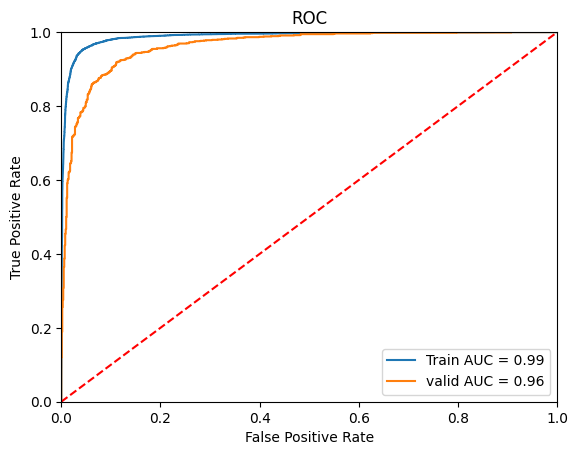 ROC
True Positive Rate
1.0
0.8
0.6
0.4
0.2
0.0
Train AUC = 0.99
valid AUC = 0.96
0.0 0.2 0.4 0.6 0.8 1.0
False Positive Rate